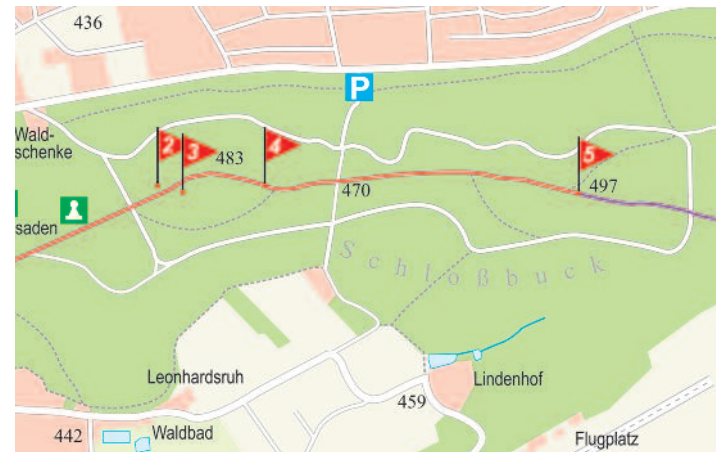 436
P
Wald-
schenke
2
3
483
4
5
470
497
saden
Schloßbuck
Leonhardsruh
Lindenhof
459
442
Waldbad
Flugplatz